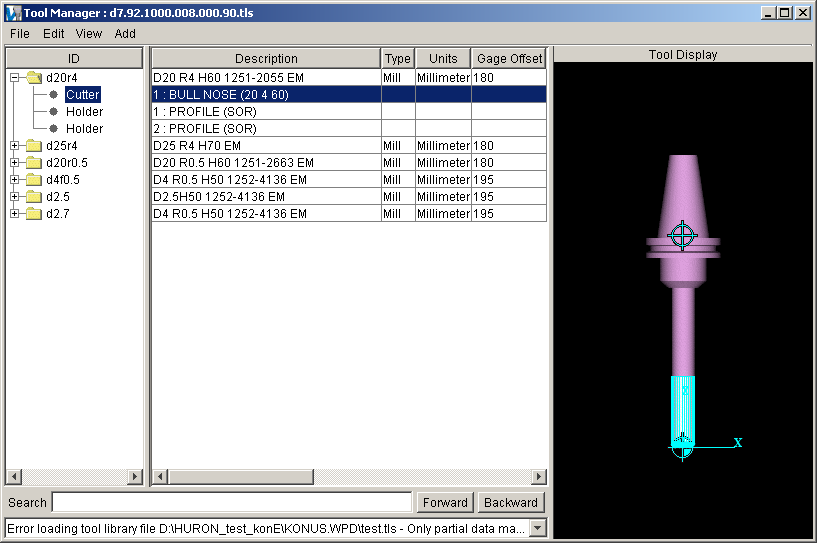 Tool Manager : d7.92.1000.008.000.90.tls
File Edit View Add
ID Description Type Units Gage Offset Tool Display
d20r4 D20 R4 H60 1251-2055 EM Mill Millimeter 180
Cutter 1 : BULL NOSE (20 4 60)
Holder 1 : PROFILE (SOR)
Holder 2 : PROFILE (SOR)
d25r4 D25 R4 H70 EM Mill Millimeter 180
d20r0.5 D20 R0.5 H60 1251-2663 EM Mill Millimeter 180
d4f0.5 D4 R0.5 H50 1252-4136 EM Mill Millimeter 195
d2.5 D2.5H50 1252-4136 EM Mill Millimeter 195
d2.7 D4 R0.5 H50 1252-4136 EM Mill Millimeter 195
X
Search Forward Backward
Error loading tool library file D:\HURON_test_konE\KONUS.WPD\test.tls - Only partial data ma...